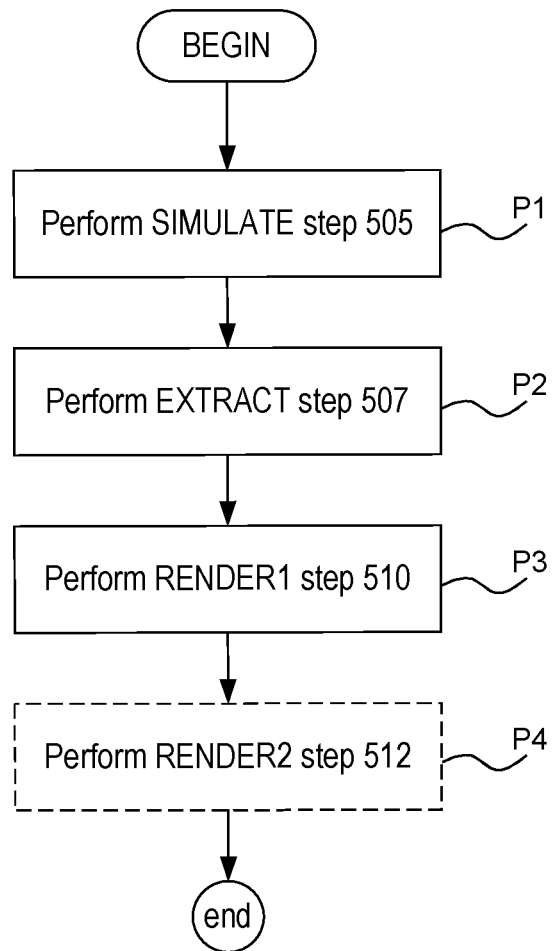 BEGIN
Perform SIMULATE step 505
P1
Perform EXTRACT step 507
P2
Perform RENDER1 step 510
P3
Perform RENDER2 step 512
P4
end